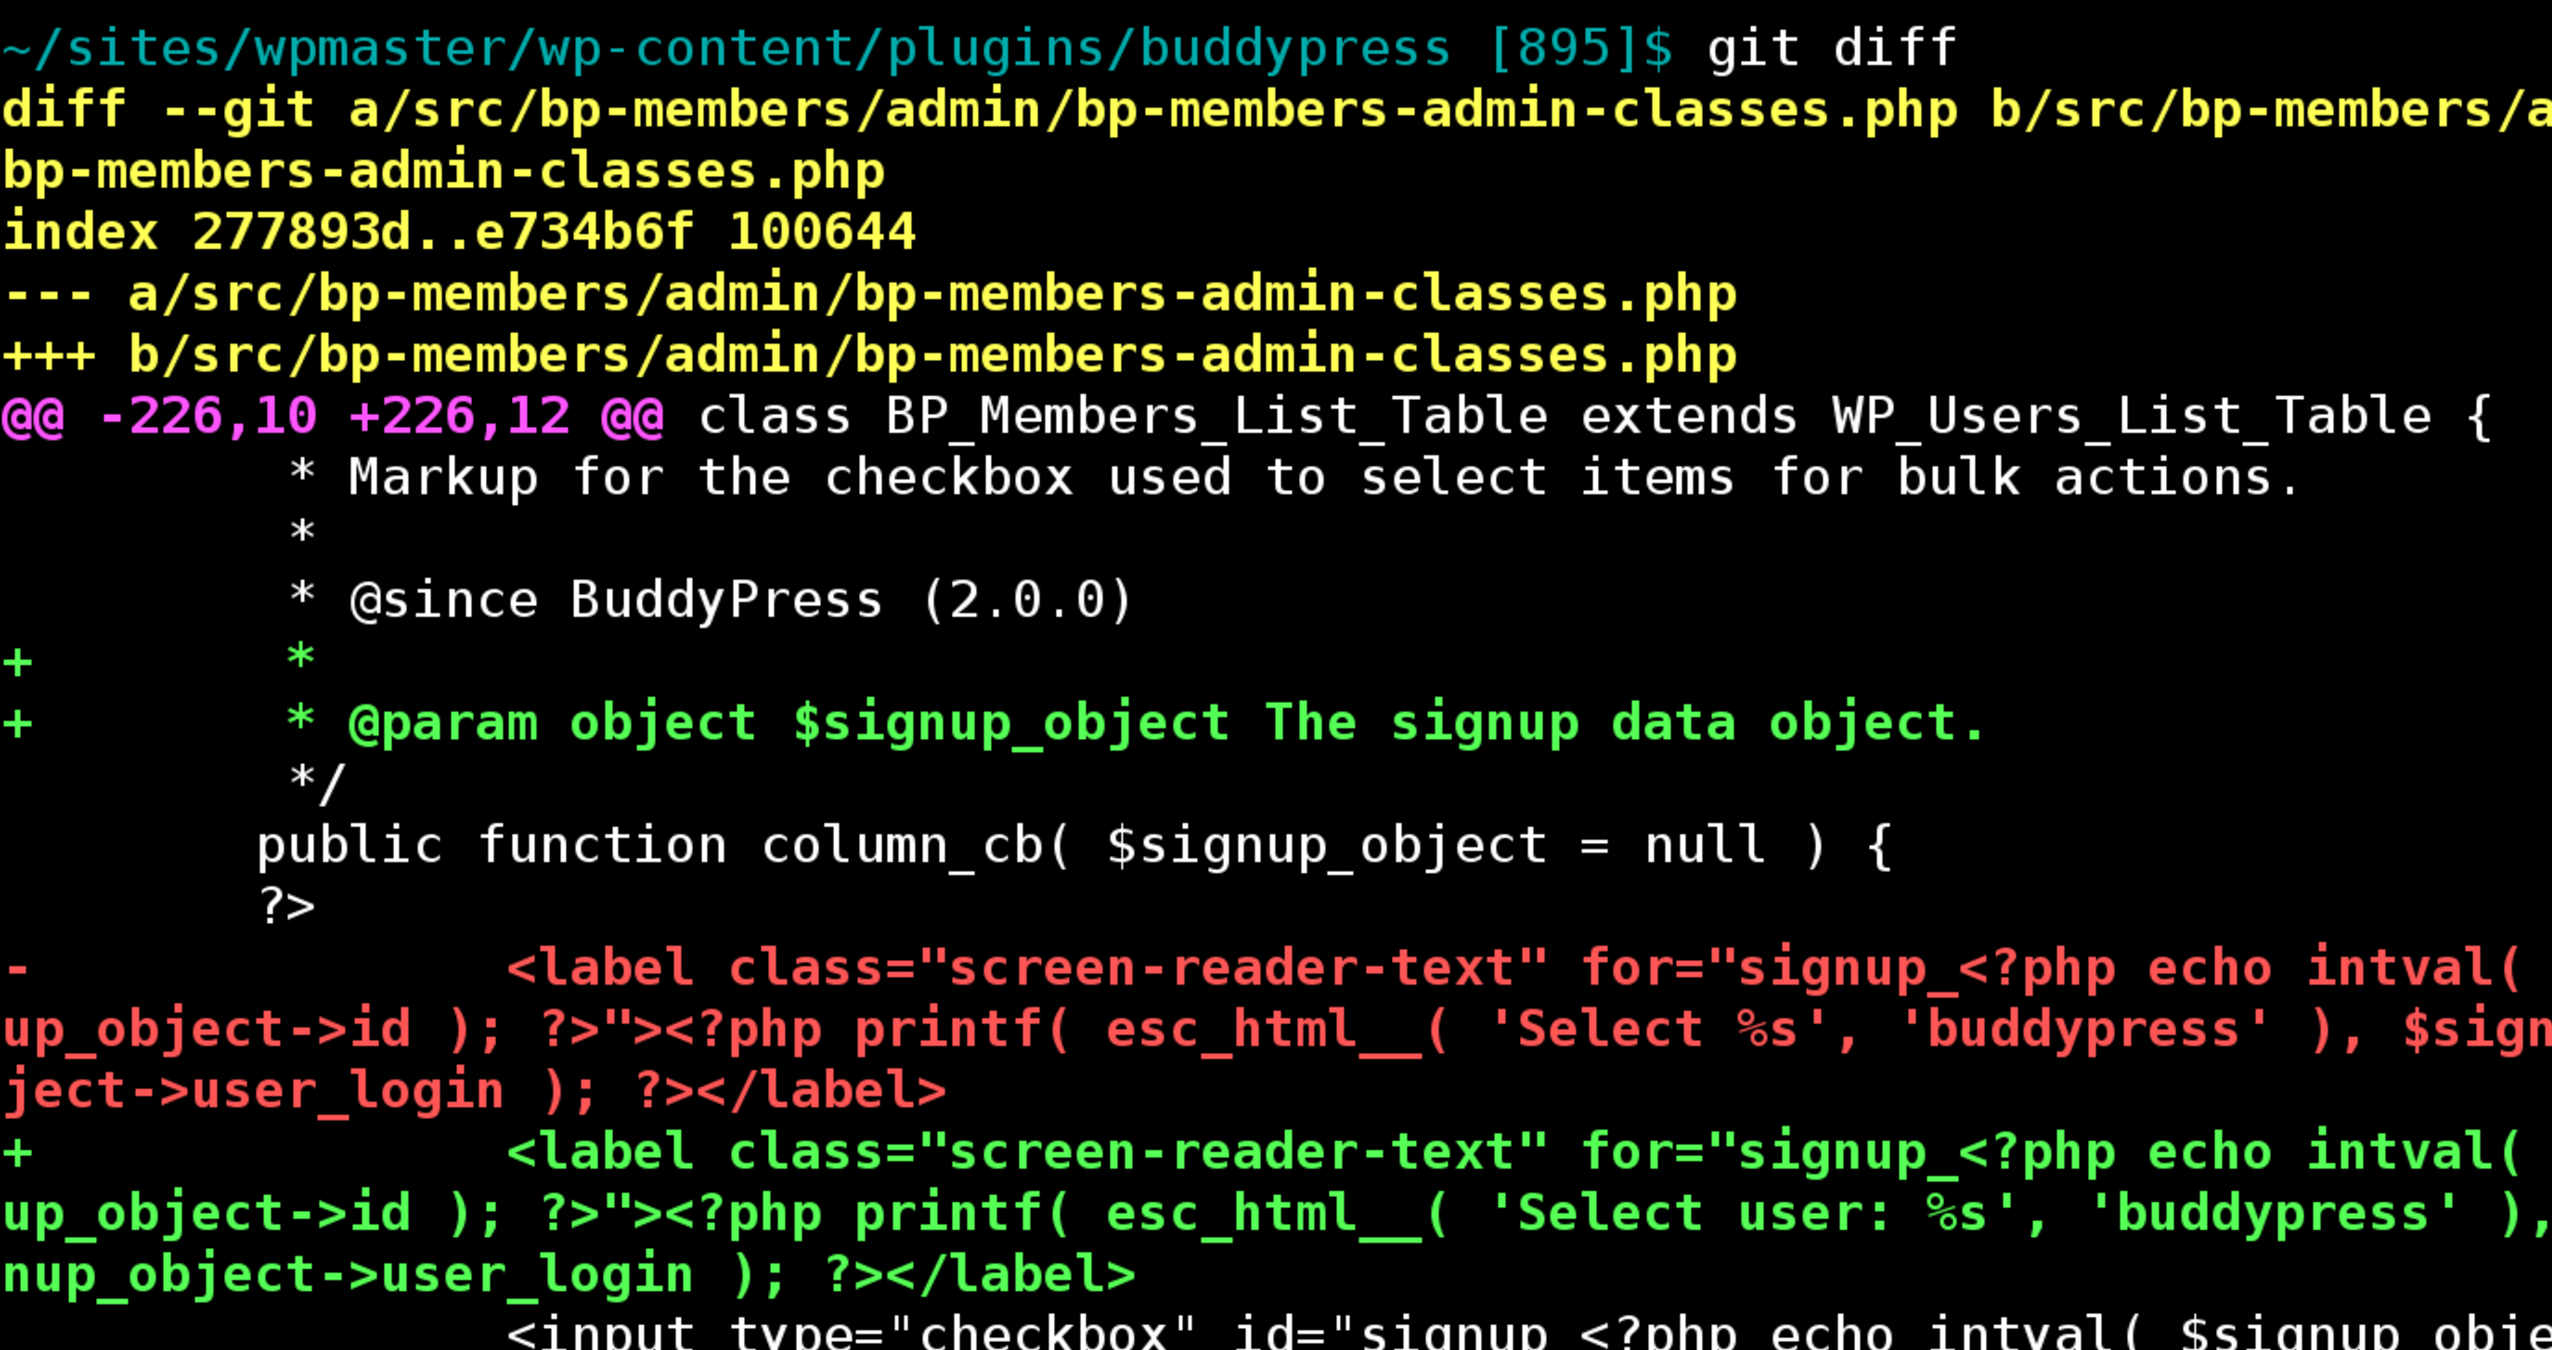 ~/sites/wpmaster/wp-content/plugins/buddypress [895]$ git diff
diff --git a/src/bp-members/admin/bp-members-admin-classes.php b/src/bp-members/a
bp-members-admin-classes.php
index 277893d..e734b6f 100644
--- a/src/bp-members/admin/bp-members-admin-classes.php
+++ b/src/bp-members/admin/bp-members-admin-classes.php
@@ -226,10 +226,12 @@ class BP_Members_List_Table extends WP_Users_List_Table {
         * Markup for the checkbox used to select items for bulk actions.
         *
         * @since BuddyPress (2.0.0)
+        *
+        * @param object $signup_object The signup data object.
         */
        public function column_cb( $signup_object = null ) {
        ?>
-               <label class="screen-reader-text" for="signup_<?php echo intval(
up_object->id ); ?>"><?php printf( esc_html__( 'Select %s', 'buddypress' ), $sign
ject->user_login ); ?></label>
+               <label class="screen-reader-text" for="signup_<?php echo intval(
up_object->id ); ?>"><?php printf( esc_html__( 'Select user: %s', 'buddypress' ),
nup_object->user_login ); ?></label>
                <input type="checkbox" id="signup_<?php echo intval( $signup_obje